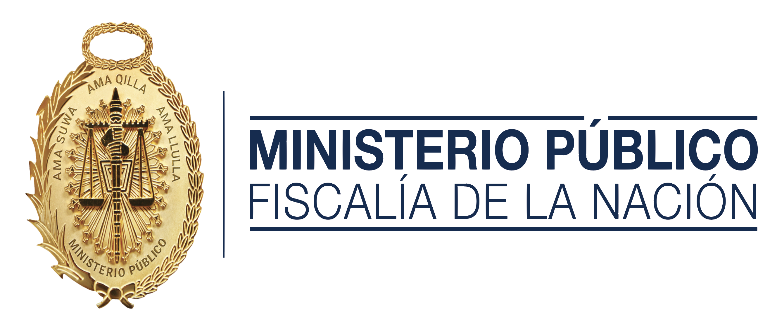 AMA SUWA AMA QILLA AMA LLULLA
MINISTERIO PÚBLICO
MINISTERIO PÚBLICO
FISCALÍA DE LA NACIÓN